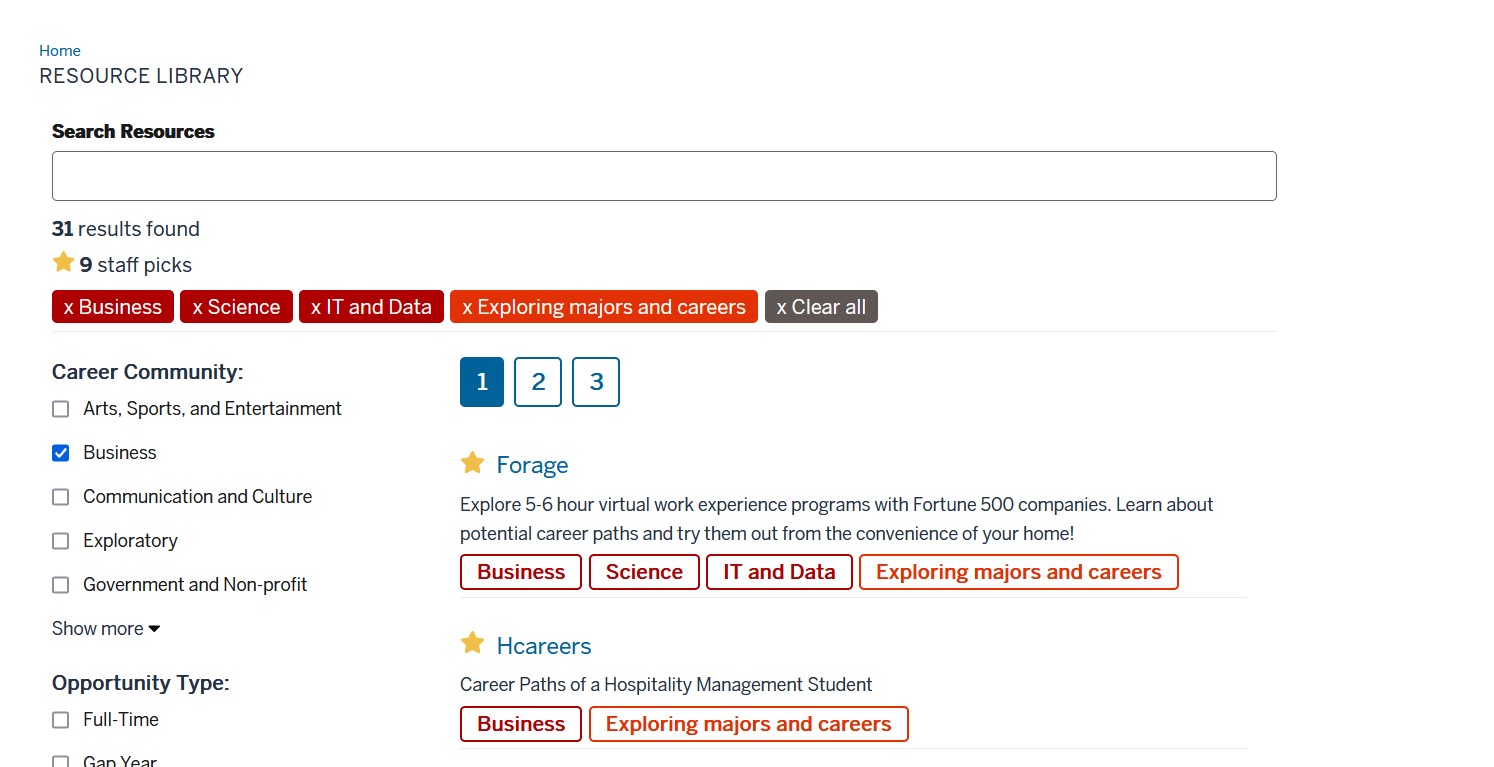 Home
RESOURCE LIBRARY
Search Resources
31 results found
9 staff picks
x Business x Science x IT and Data x Exploring majors and careers x Clear all
Career Community:
Arts, Sports, and Entertainment
Business
Communication and Culture
Exploratory
Government and Non-profit
Show more
Opportunity Type:
Full-Time
Gap Year
1 2 3
Forage
Explore 5-6 hour virtual work experience programs with Fortune 500 companies. Learn about
potential career paths and try them out from the convenience of your home!
Business Science IT and Data Exploring majors and careers
Hcareers
Career Paths of a Hospitality Management Student
Business Exploring majors and careers